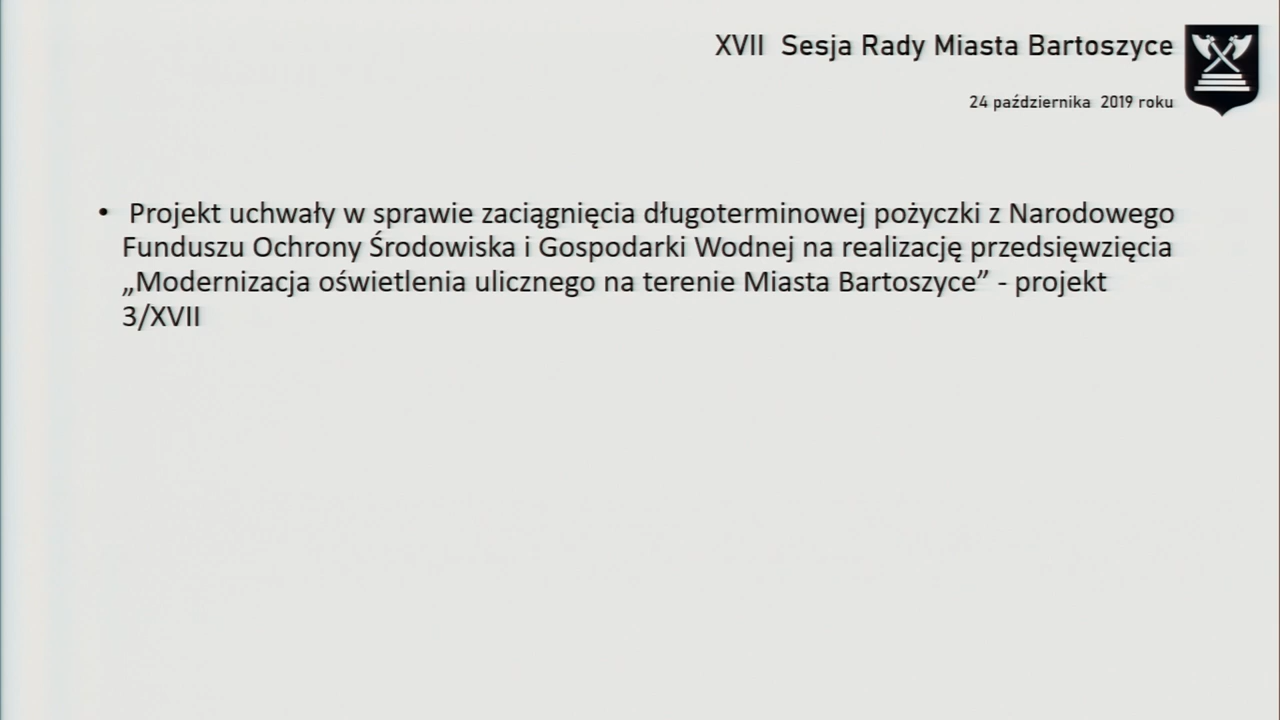 XVII Sesja Rady Miasta Bartoszyce
24 października 2019 roku
• Projekt uchwały w sprawie zaciągnięcia długoterminowej pożyczki z Narodowego
Funduszu Ochrony Środowiska i Gospodarki Wodnej na realizację przedsięwzięcia
„Modernizacja oświetlenia ulicznego na terenie Miasta Bartoszyce” - projekt
3/XVII